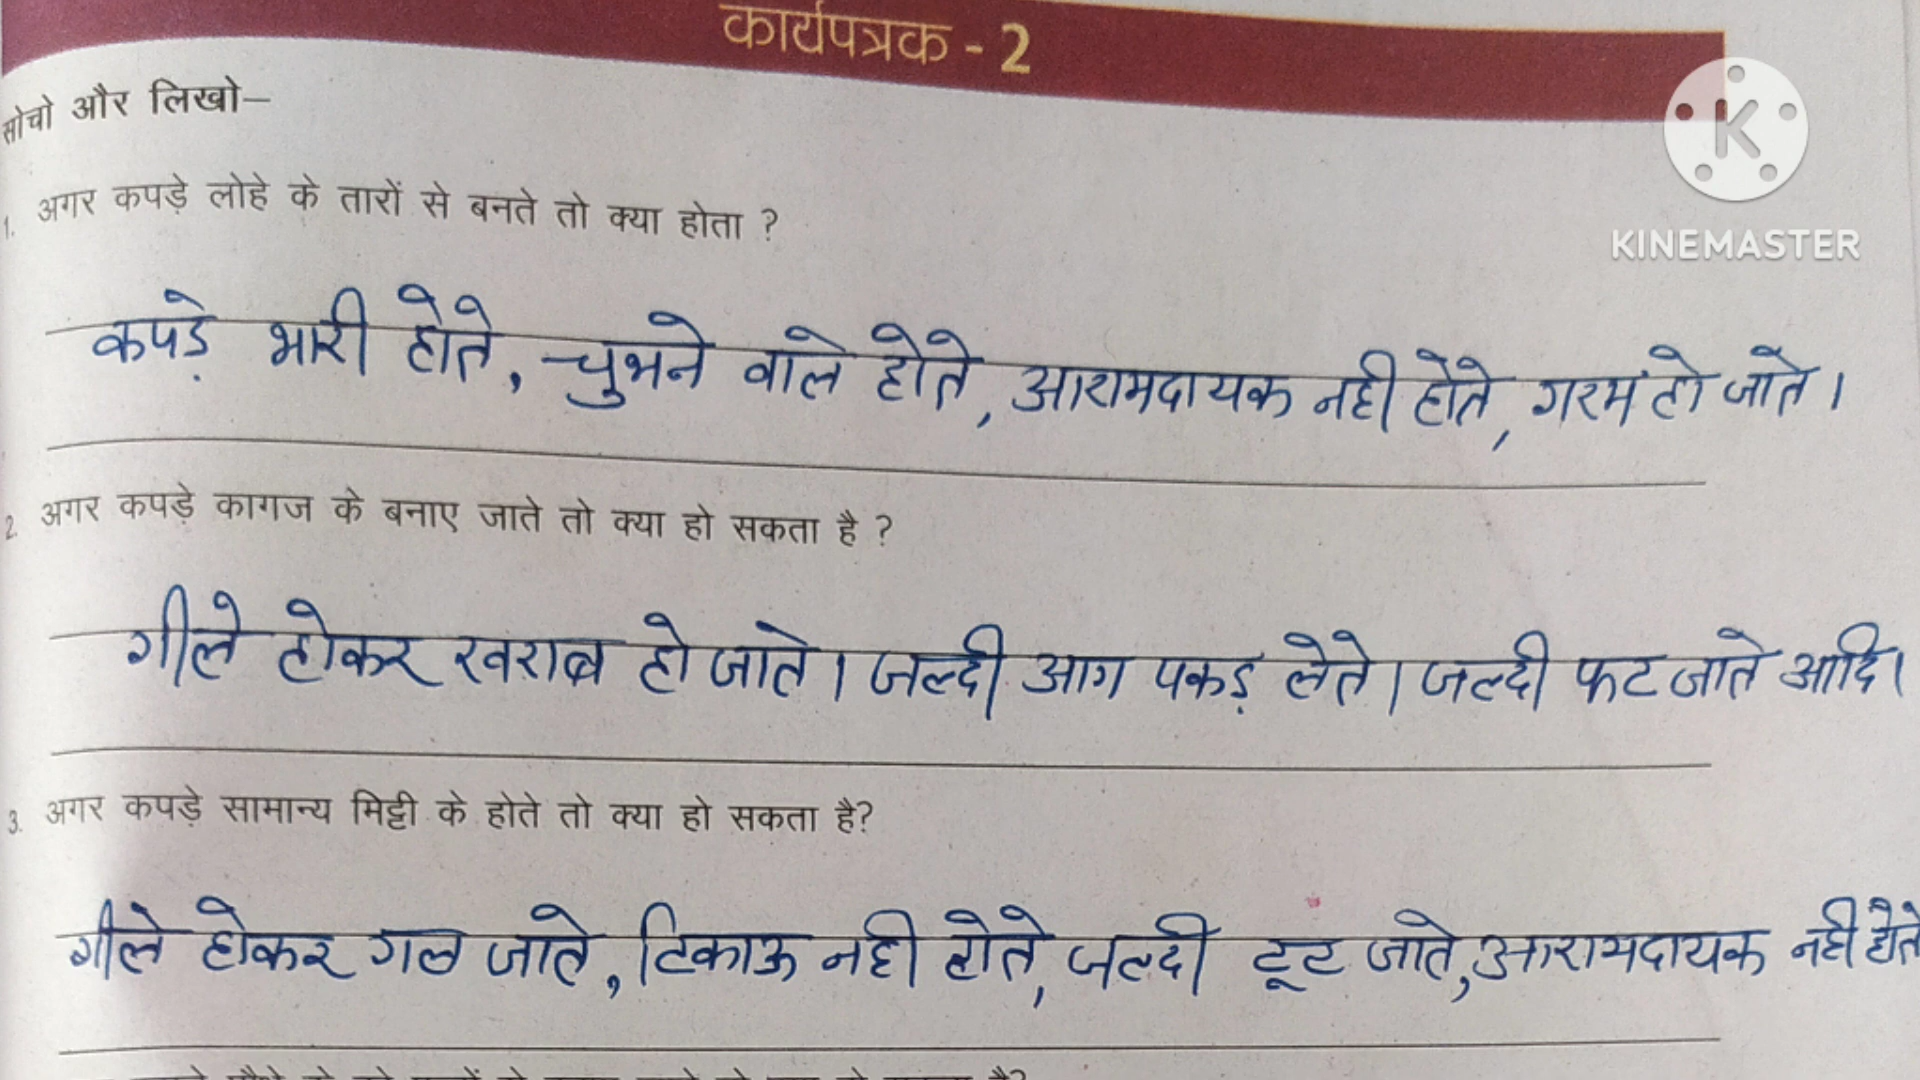 कार्यपत्रक - 2
सोचो और लिखो–
1. अगर कपड़े लोहे के तारों से बनते तो क्या होता ?
कपड़े भारी होते, चुभने वाले होते, आरामदायक नही होते, गरम हो जाते।
2. अगर कपड़े कागज के बनाए जाते तो क्या हो सकता है ?
गीले होकर खराब हो जाते। जल्दी आग पकड़ लेते। जल्दी फट जाते आदि।
3. अगर कपड़े सामान्य मिट्टी के होते तो क्या हो सकता है?
गीले होकर गल जाते, टिकाऊ नही होते, जल्दी टूट जाते, आरामदायक नही होते
KINEMASTER